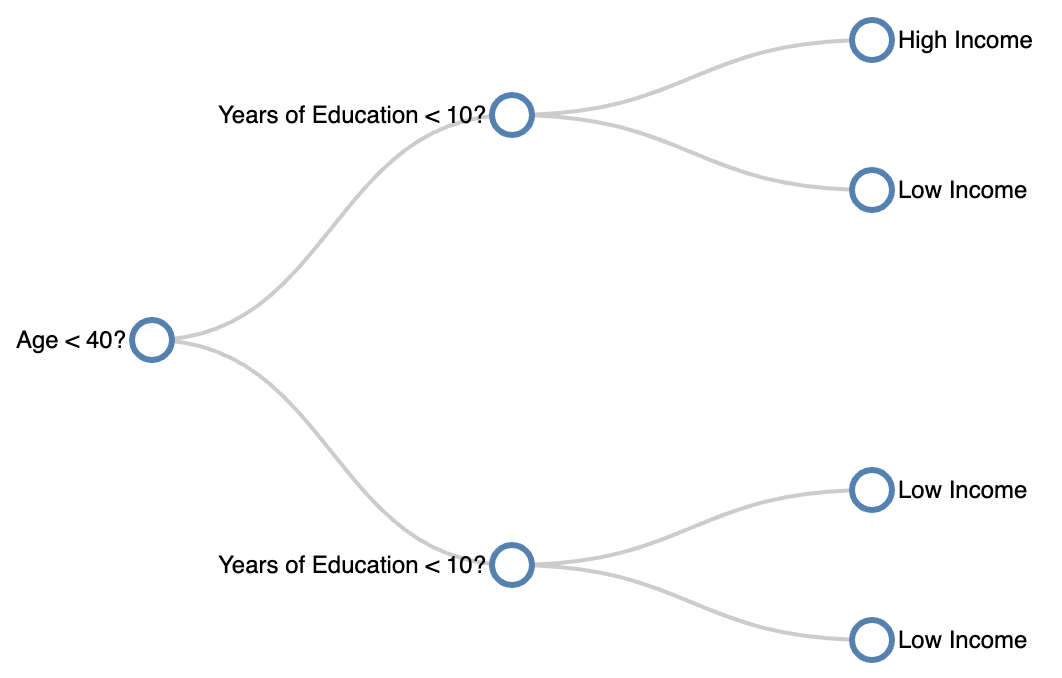 High Income
Years of Education < 10?
Low Income
Age < 40?
Low Income
Years of Education < 10?
Low Income